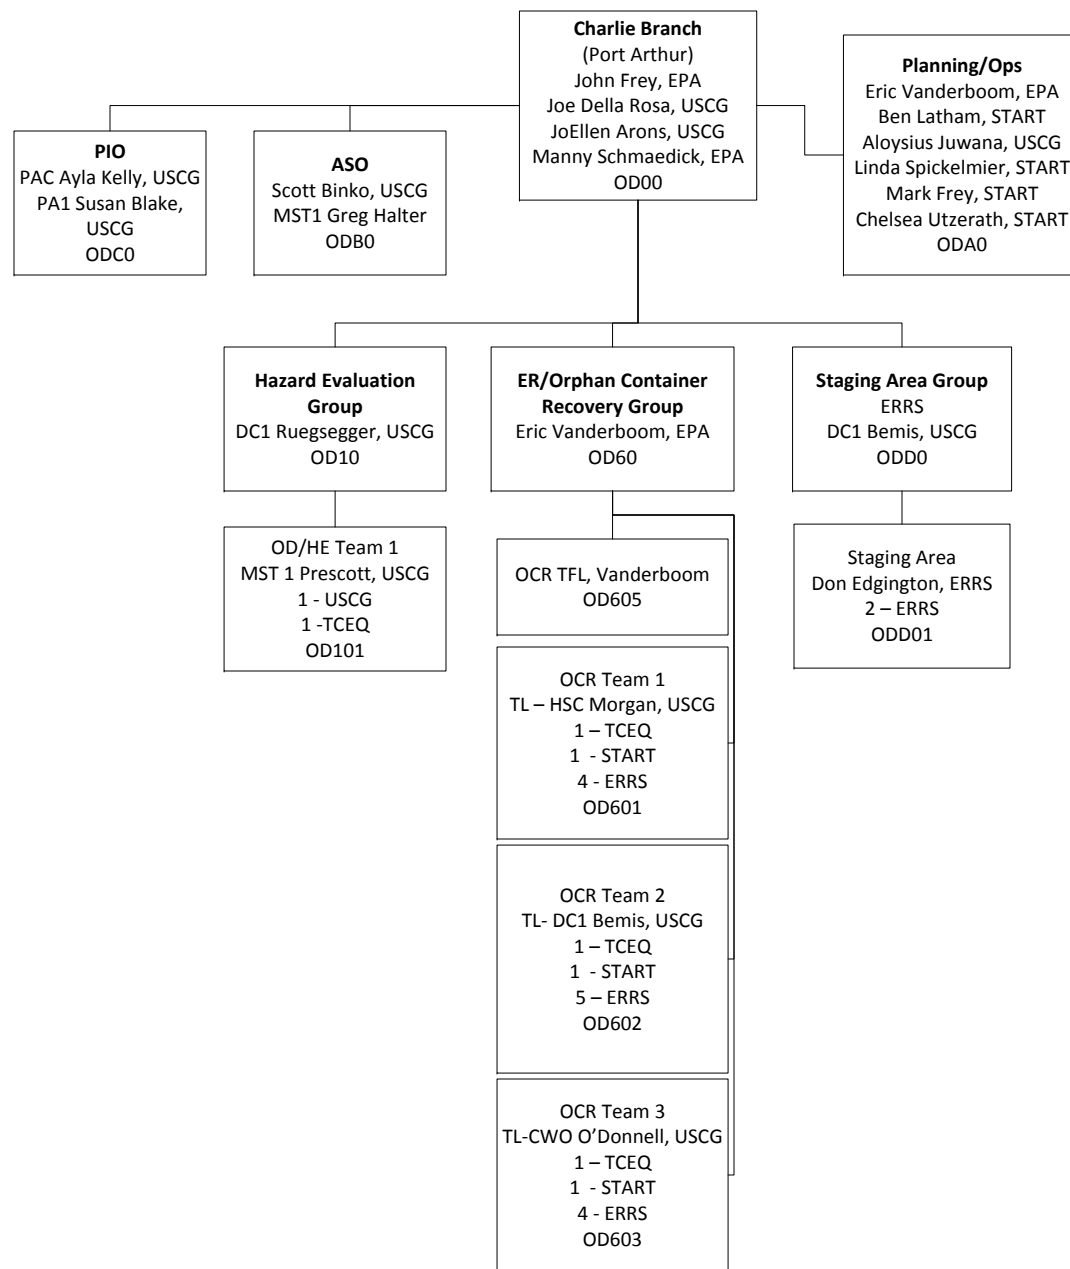 Charlie Branch
(Port Arthur)
John Frey, EPA
Joe Della Rosa, USCG
JoEllen Arons, USCG
Manny Schmaedick, EPA
OD00
Planning/Ops
Eric Vanderboom, EPA
Ben Latham, START
Aloysius Juwana, USCG
Linda Spickelmier, START
Mark Frey, START
Chelsea Utzerath, START
ODA0
PIO
PAC Ayla Kelly, USCG
PA1 Susan Blake,
USCG
ODC0
ASO
Scott Binko, USCG
MST1 Greg Halter
ODB0
Hazard Evaluation
Group
DC1 Ruegsegger, USCG
OD10
ER/Orphan Container
Recovery Group
Eric Vanderboom, EPA
OD60
Staging Area Group
ERRS
DC1 Bemis, USCG
ODD0
OD/HE Team 1
MST 1 Prescott, USCG
1 - USCG
1 -TCEQ
OD101
OCR TFL, Vanderboom
OD605
Staging Area
Don Edgington, ERRS
2 – ERRS
ODD01
OCR Team 1
TL – HSC Morgan, USCG
1 – TCEQ
1  - START
4 - ERRS
OD601
OCR Team 2
TL- DC1 Bemis, USCG
1 – TCEQ
1  - START
5 – ERRS
OD602
OCR Team 3
TL-CWO O’Donnell, USCG
1 – TCEQ
1  - START
4 - ERRS
OD603